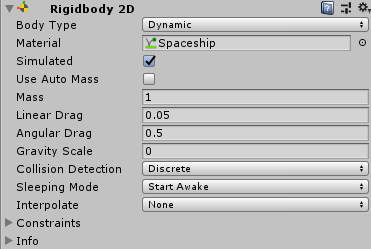 Rigidbody 2D
Body Type Dynamic
Material Spaceship
Simulated
Use Auto Mass
Mass 1
Linear Drag 0.05
Angular Drag 0.5
Gravity Scale 0
Collision Detection Discrete
Sleeping Mode Start Awake
Interpolate None
Constraints
Info